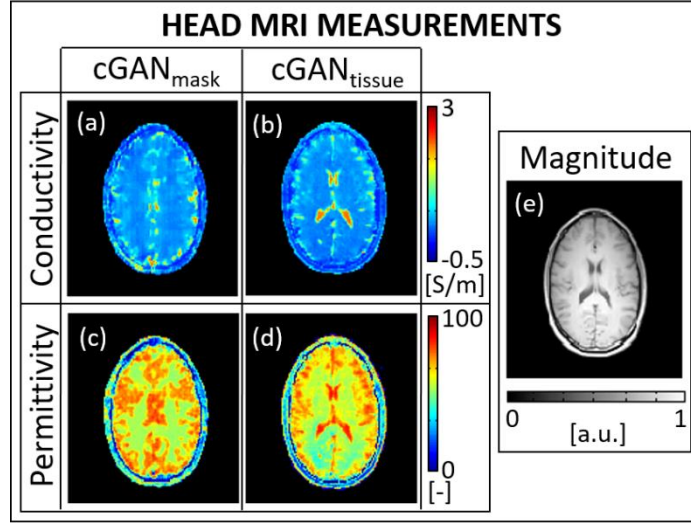 HEAD MRI MEASUREMENTS
cGANmask
cGANtissue
Conductivity
(a)
(b)
3
-0.5
[S/m]
Permittivity
(c)
(d)
100
0
[-]
Magnitude
(e)
0
1
[a.u.]